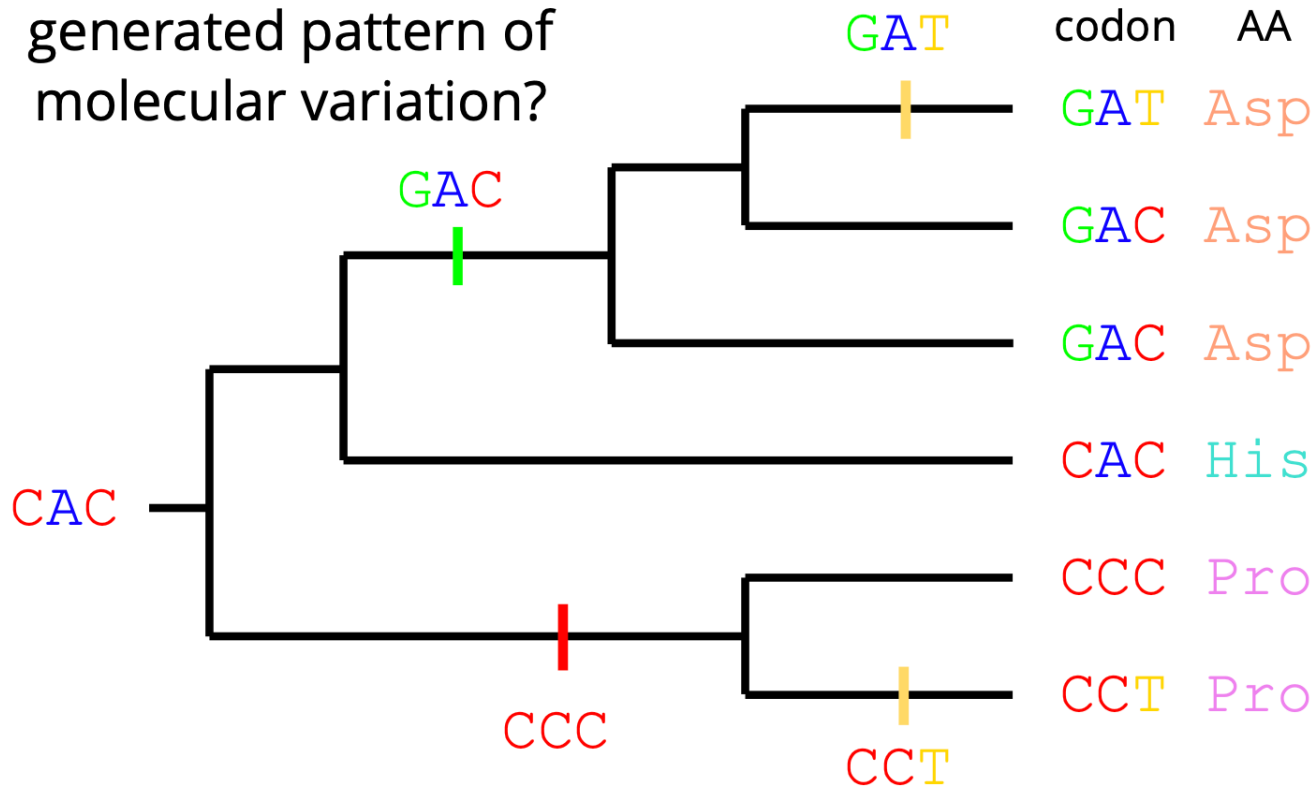 generated pattern of
molecular variation?
GAT
codon AA
GAT Asp
GAC
GAC Asp
GAC Asp
CAC His
CAC
CCC Pro
CCT Pro
CCC
CCT